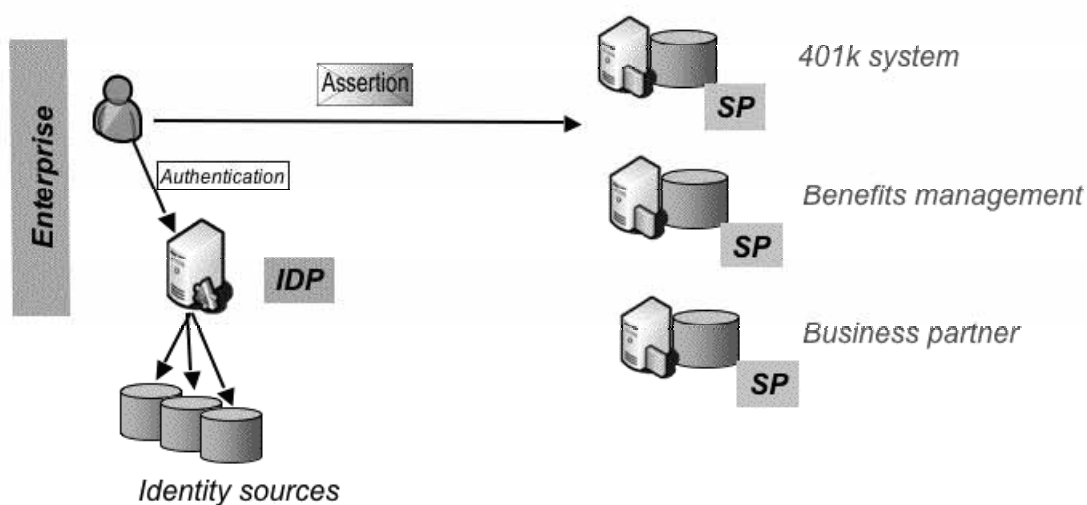 401k system
Assertion
SP
Enterprise
Authentication
Benefits management
SP
IDP
Business partner
SP
Identity sources